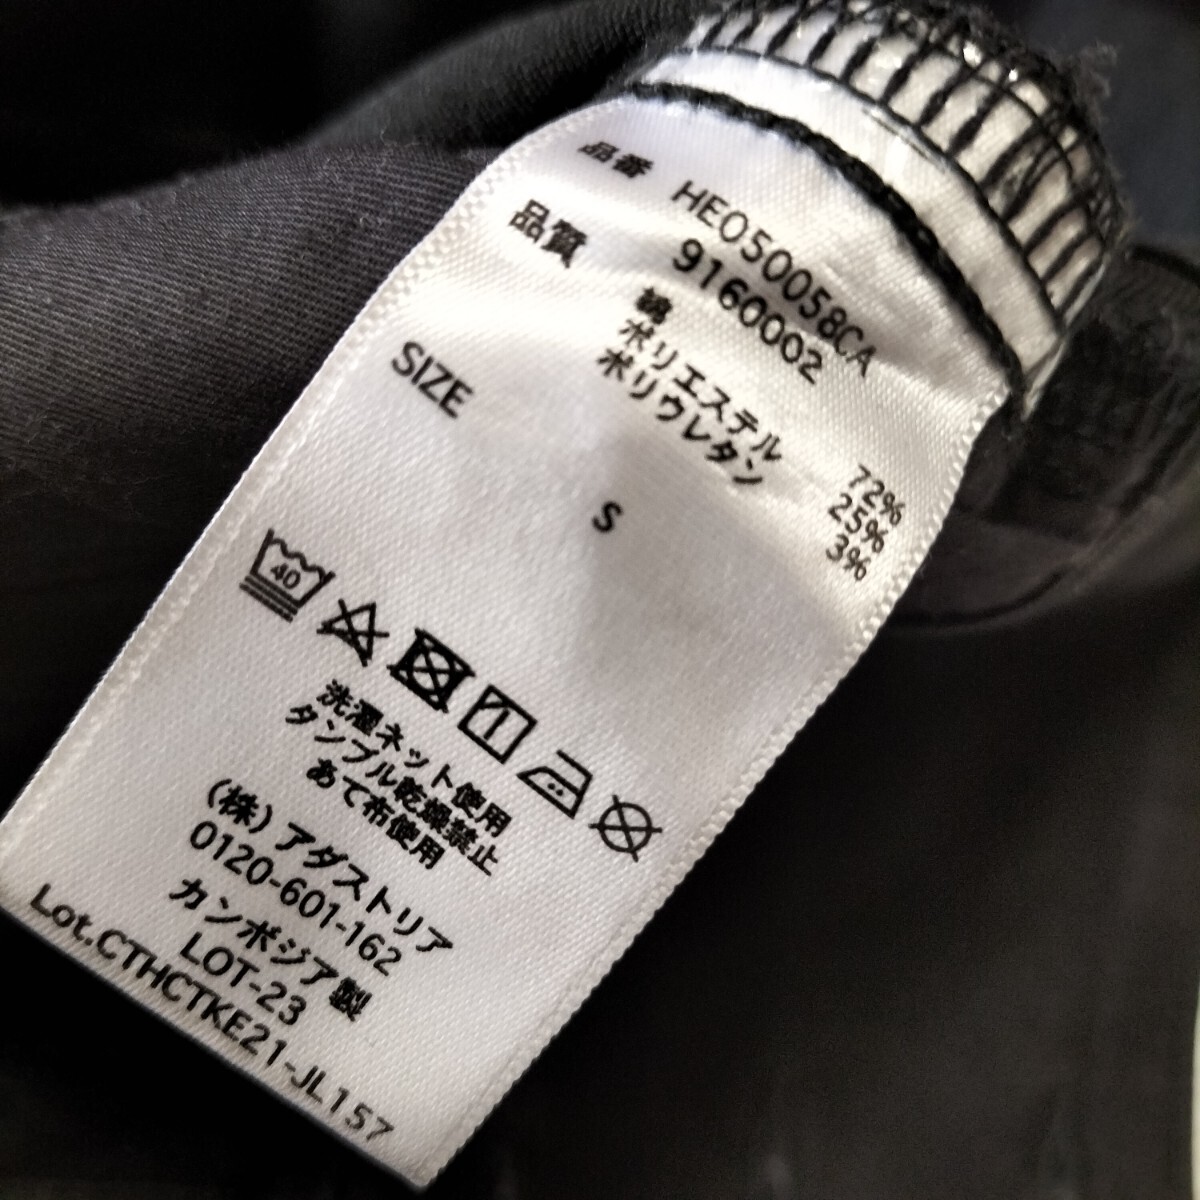 品番 HEO50058CA
品質 9160002
綿 72%
ポリエステル 25%
ポリウレタン 3%
SIZE S
40
洗濯ネット使用
タンブル乾燥禁止
あて布使用
(株)アダストリア
0120-601-162
カンボジア製
LOT-23
Lot.CTHCTKE21-JL157